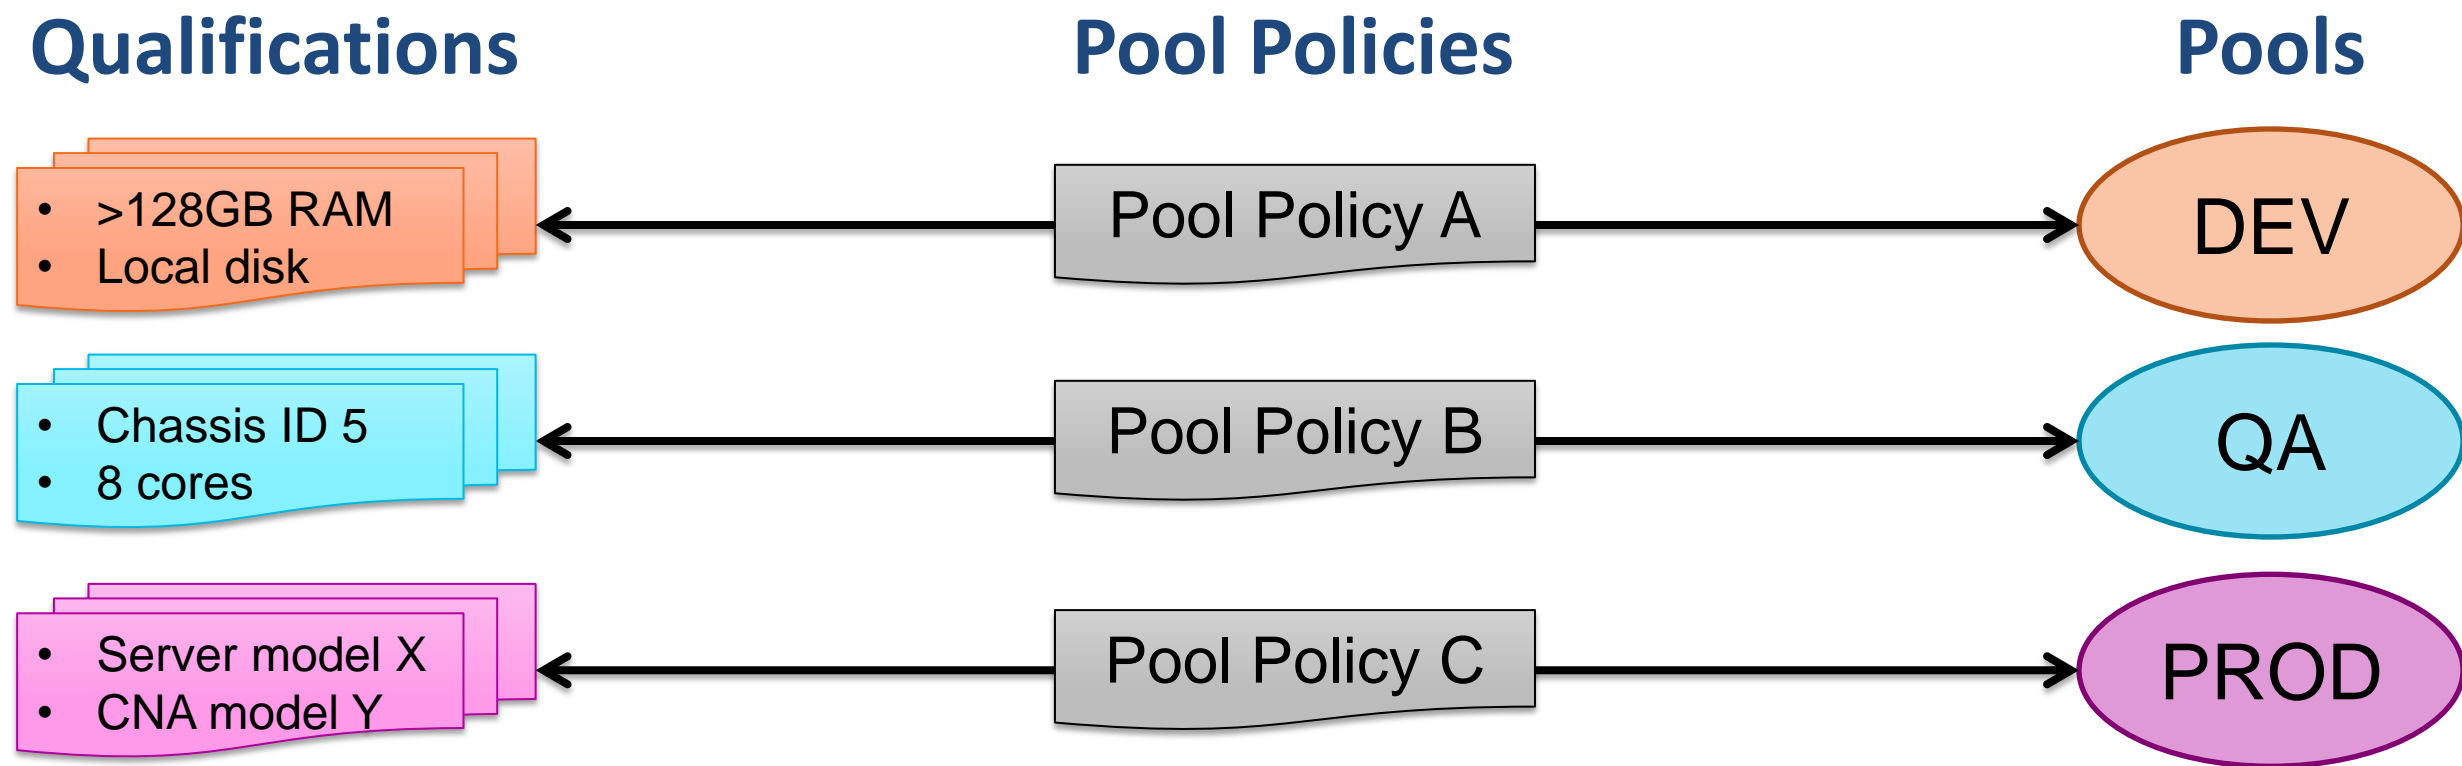 Qualifications
Pool Policies
Pools
• >128GB RAM
• Local disk
Pool Policy A
DEV
• Chassis ID 5
• 8 cores
Pool Policy B
QA
• Server model X
• CNA model Y
Pool Policy C
PROD